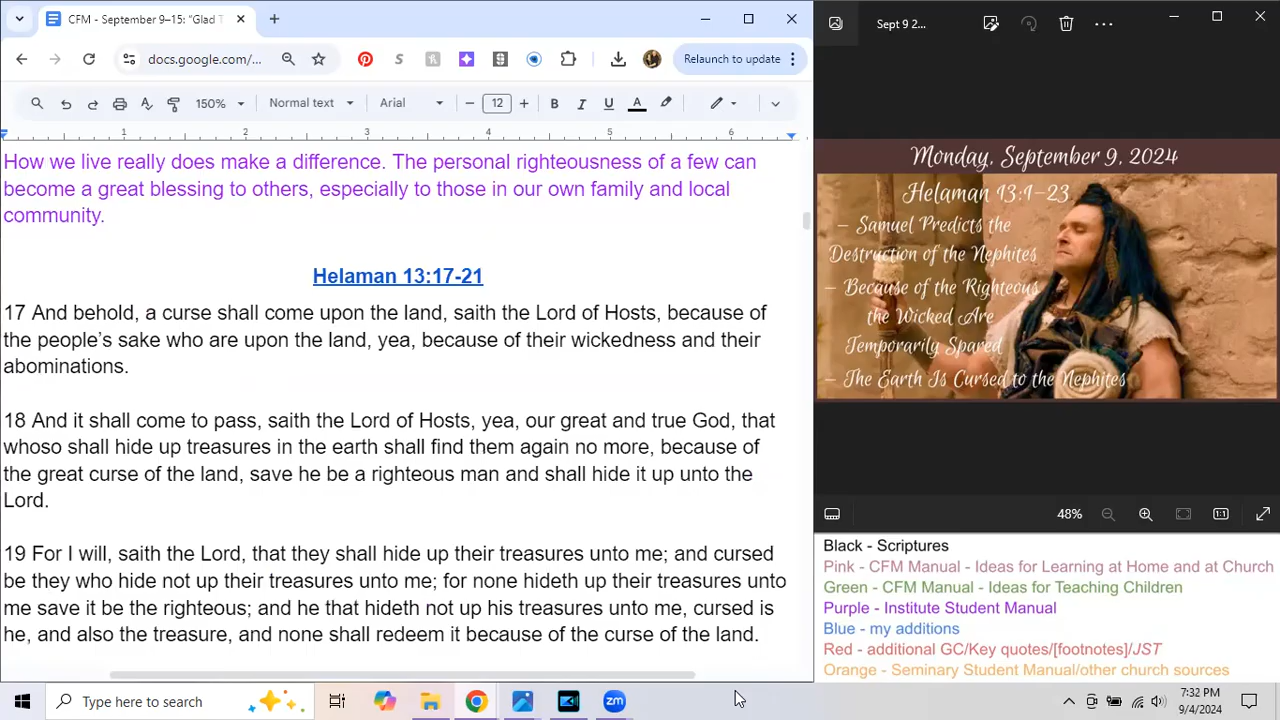 CFM - September 9–15: “Glad T
Sept 9 2...
docs.google.com/...
Relaunch to update
150%
Normal text
Arial
12
B I U A
1 2 3 4 5 6
How we live really does make a difference. The personal righteousness of a few can
become a great blessing to others, especially to those in our own family and local
community.
Helaman 13:17-21
17 And behold, a curse shall come upon the land, saith the Lord of Hosts, because of
the people’s sake who are upon the land, yea, because of their wickedness and their
abominations.
18 And it shall come to pass, saith the Lord of Hosts, yea, our great and true God, that
whoso shall hide up treasures in the earth shall find them again no more, because of
the great curse of the land, save he be a righteous man and shall hide it up unto the
Lord.
19 For I will, saith the Lord, that they shall hide up their treasures unto me; and cursed
be they who hide not up their treasures unto me; for none hideth up their treasures unto
me save it be the righteous; and he that hideth not up his treasures unto me, cursed is
he, and also the treasure, and none shall redeem it because of the curse of the land.
Monday, September 9, 2024
Helaman 13:1-23
– Samuel Predicts the
Destruction of the Nephites
– Because of the Righteous
the Wicked Are
Temporarily Spared
– The Earth Is Cursed to the Nephites
48%
1:1
Black - Scriptures
Pink - CFM Manual - Ideas for Learning at Home and at Church
Green - CFM Manual - Ideas for Teaching Children
Purple - Institute Student Manual
Blue - my additions
Red - additional GC/Key quotes/[footnotes]/JST
Orange - Seminary Student Manual/other church sources
Type here to search
zm
7:32 PM
9/4/2024